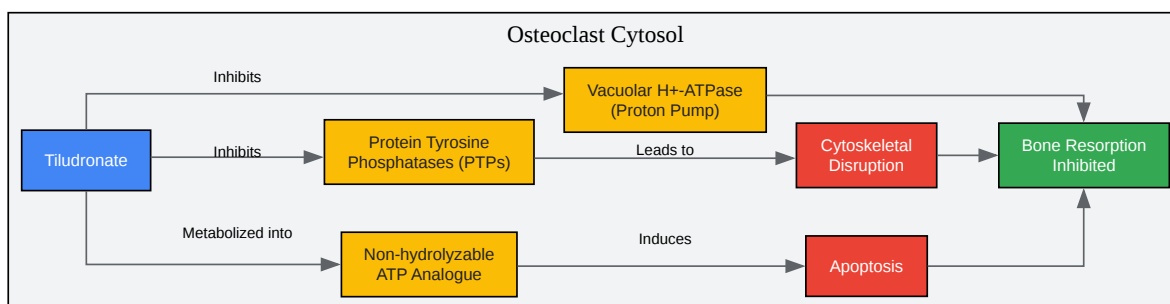 Osteoclast Cytosol
Inhibits
Vacuolar H+-ATPase
(Proton Pump)
Tiludronate
Inhibits
Protein Tyrosine
Phosphatases (PTPs)
Leads to
Cytoskeletal
Disruption
Bone Resorption
Inhibited
Metabolized into
Non-hydrolyzable
ATP Analogue
Induces
Apoptosis